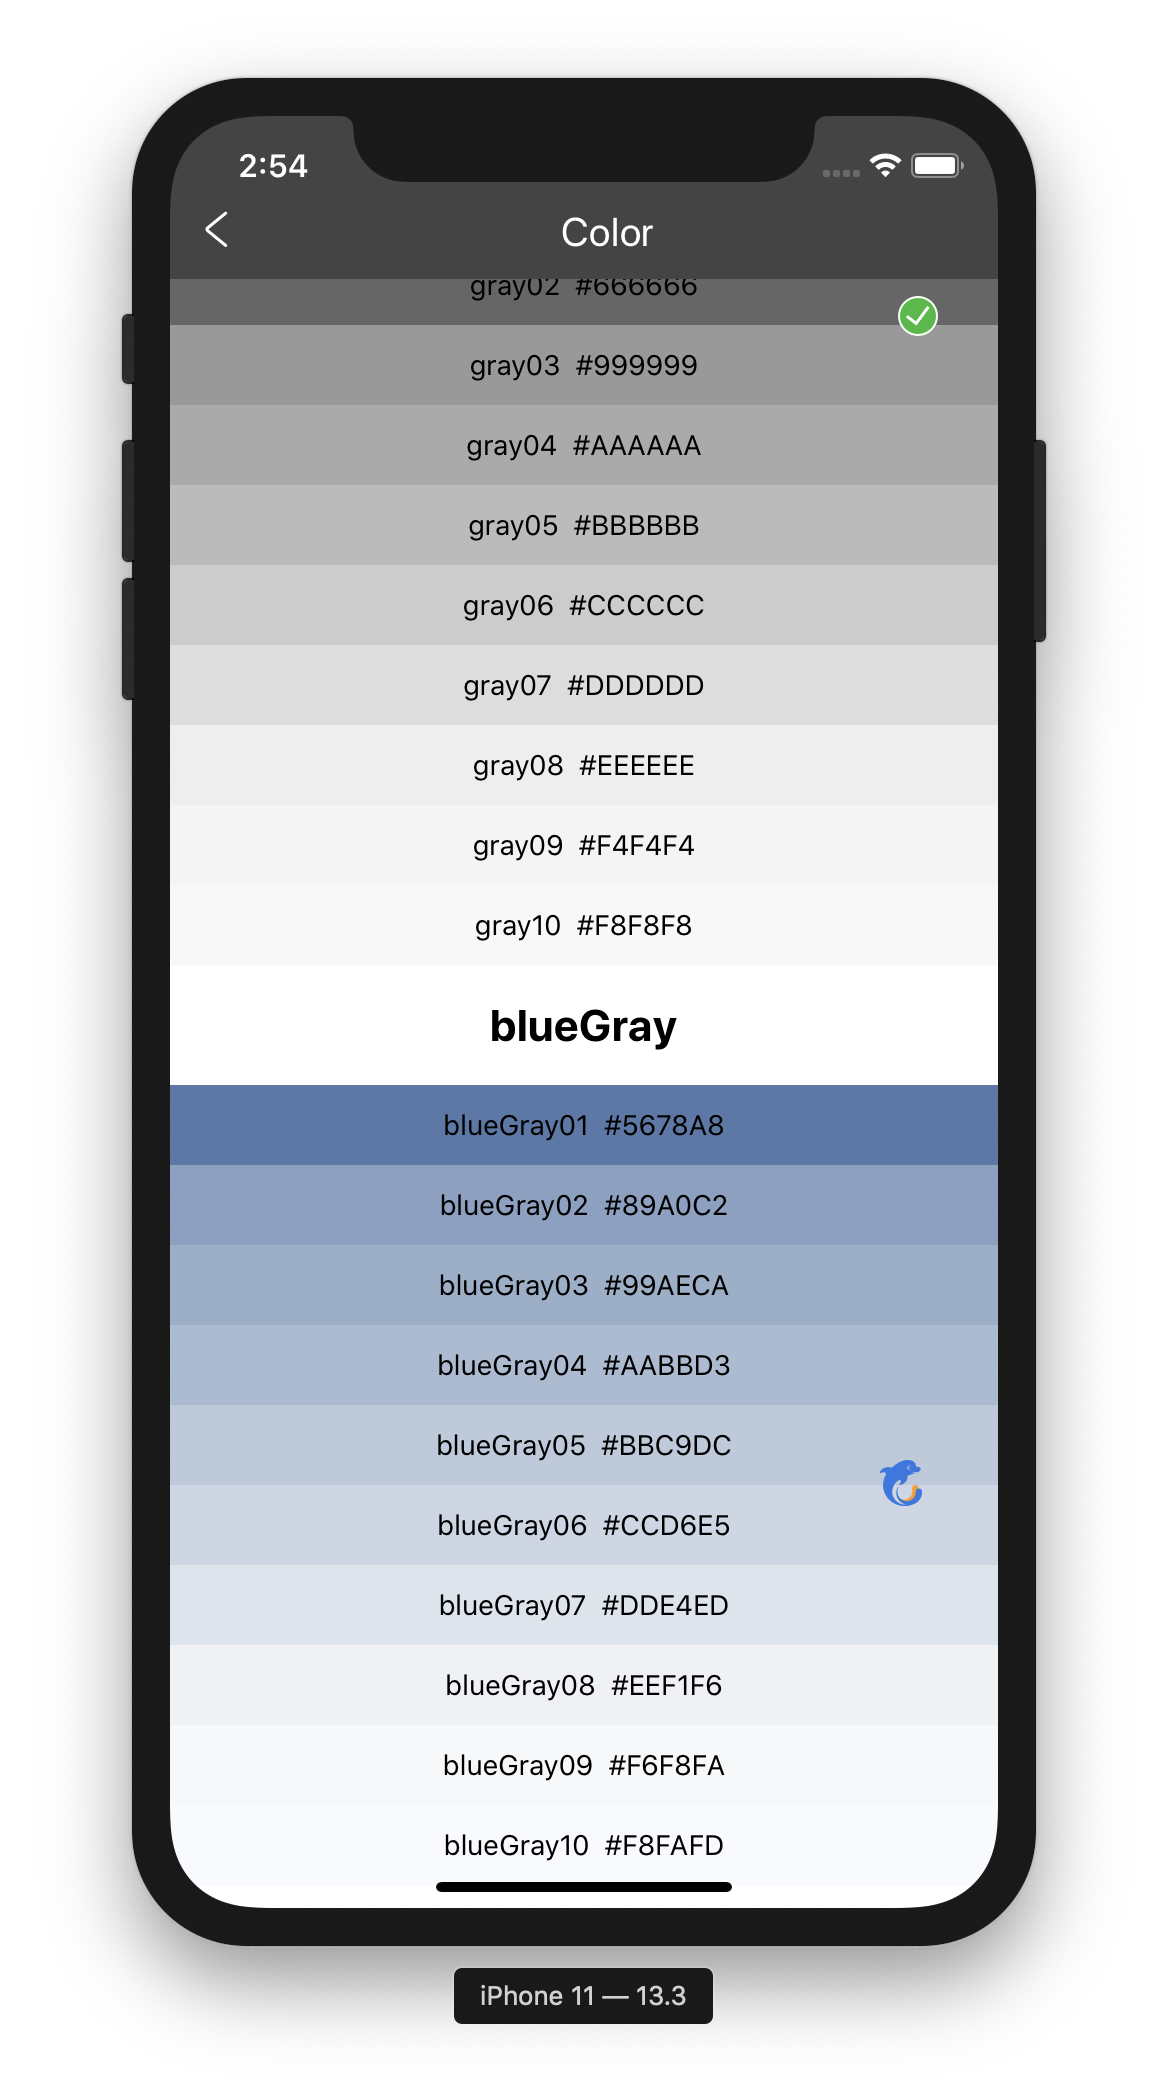 2:54
Color
gray02 #666666
gray03 #999999
gray04 #AAAAAA
gray05 #BBBBBB
gray06 #CCCCCC
gray07 #DDDDDD
gray08 #EEEEEE
gray09 #F4F4F4
gray10 #F8F8F8
blueGray
blueGray01 #5678A8
blueGray02 #89A0C2
blueGray03 #99AECA
blueGray04 #AABBD3
blueGray05 #BBC9DC
blueGray06 #CCD6E5
blueGray07 #DDE4ED
blueGray08 #EEF1F6
blueGray09 #F6F8FA
blueGray10 #F8FAFD
iPhone 11 — 13.3